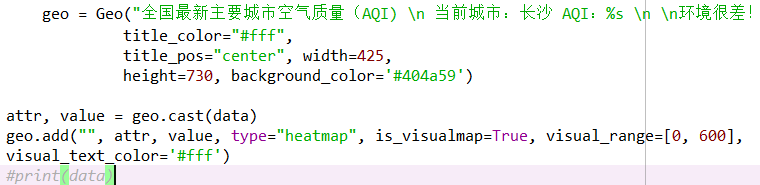 geo = Geo("全国最新主要城市空气质量（AQI) \n 当前城市：长沙 AQI：%s \n \n环境很差!
title_color="#fff",
title_pos="center", width=425,
height=730, background_color='#404a59')
attr, value = geo.cast(data)
geo.add("", attr, value, type="heatmap", is_visualmap=True, visual_range=[0, 600],
visual_text_color='#fff')
#print(data)